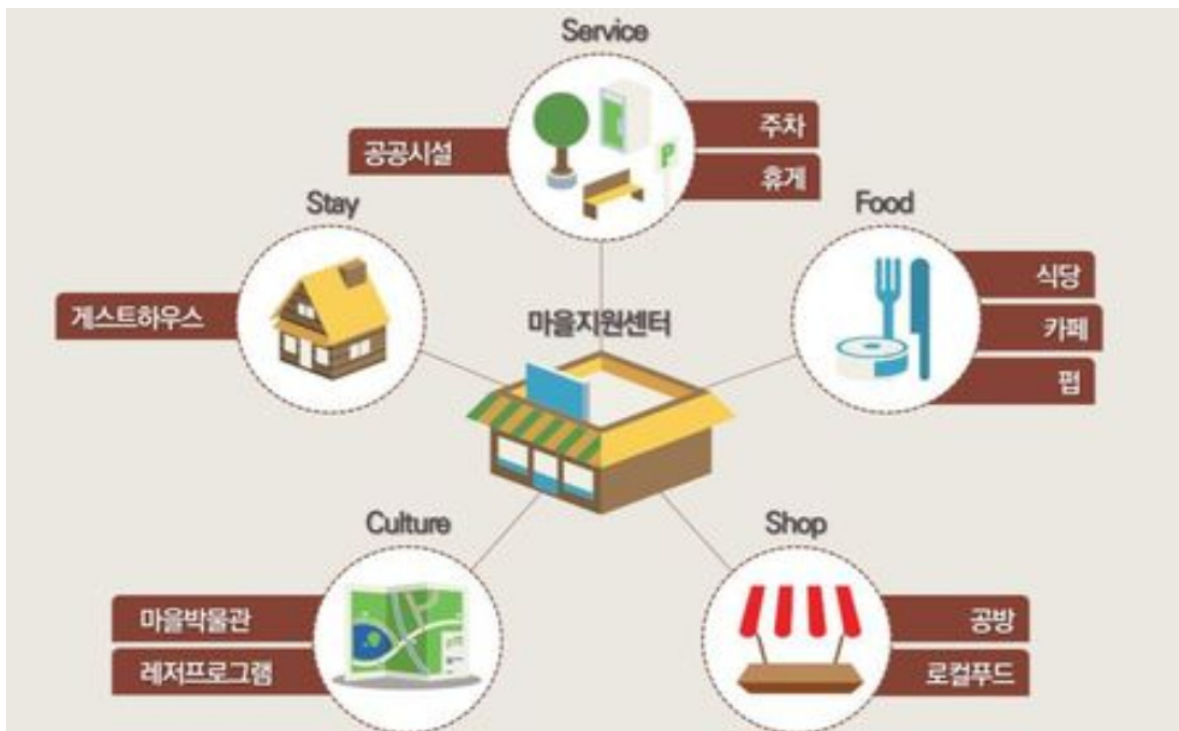 Service
공공시설
주차
휴게
Stay
게스트하우스
Food
식당
카페
펍
마을지원센터
Culture
마을박물관
레저프로그램
Shop
공방
로컬푸드
P